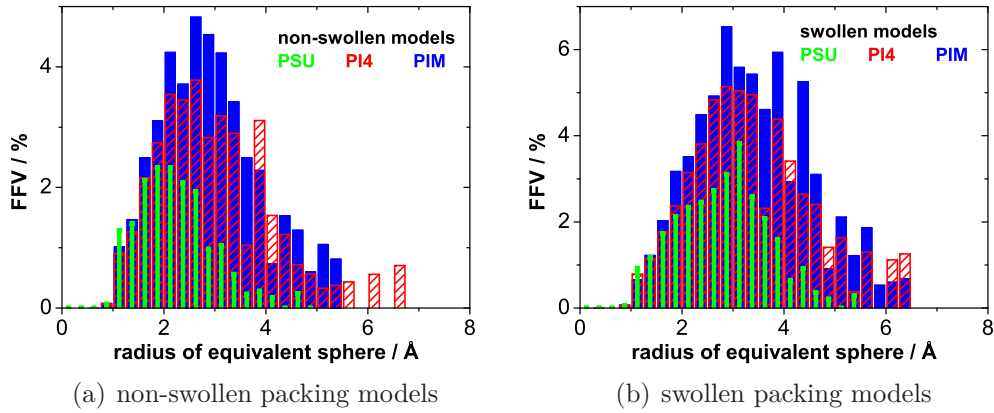 non-swollen models
PSU PI4 PIM
FFV / %
4
2
0
0 2 4 6 8
radius of equivalent sphere / Å
(a) non-swollen packing models
swollen models
PSU PI4 PIM
FFV / %
6
4
2
0
0 2 4 6 8
radius of equivalent sphere / Å
(b) swollen packing models